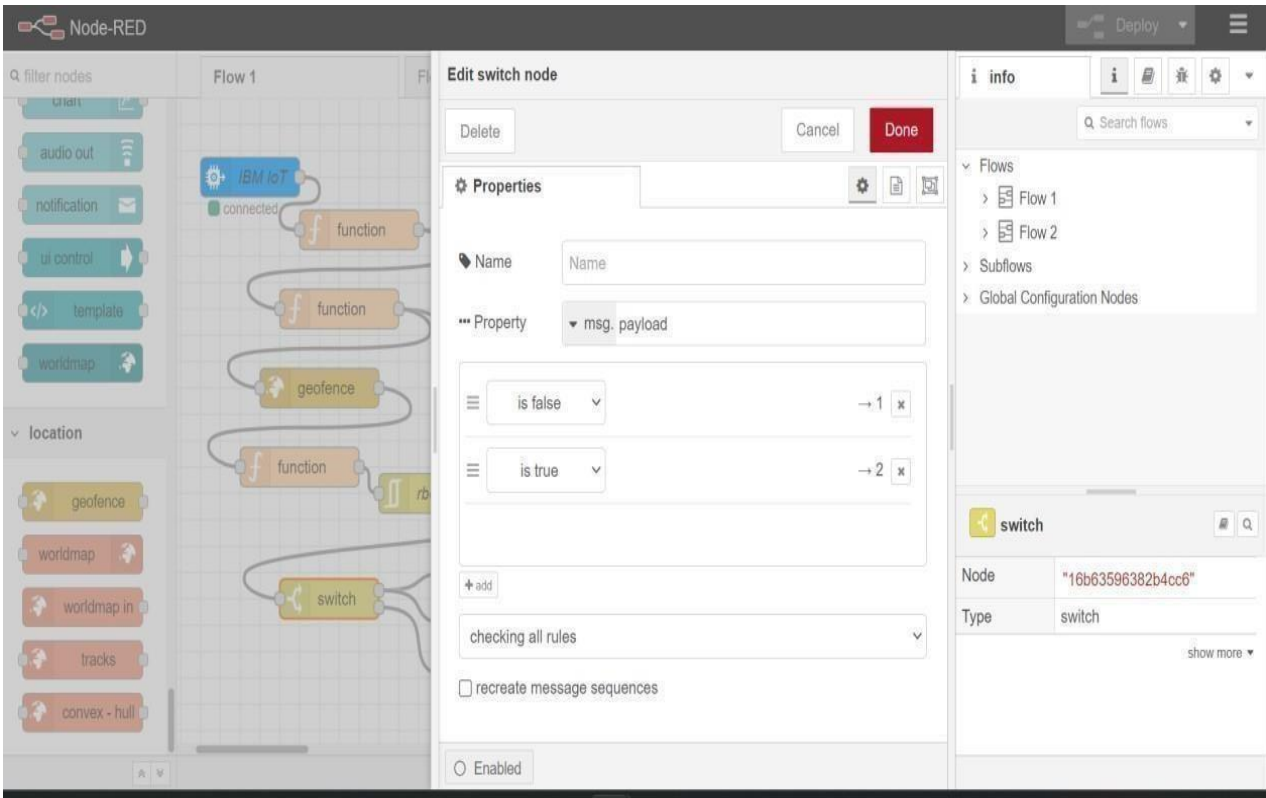 Node-RED
Deploy
filter nodes
chart
audio out
notification
ui control
template
worldmap
location
geofence
worldmap
worldmap in
tracks
convex - hull
Flow 1
IBM IoT
connected
function
function
geofence
function
switch
Edit switch node
Delete
Cancel
Done
Properties
Name
Name
Property
msg. payload
is false
→ 1
is true
→ 2
+ add
checking all rules
recreate message sequences
Enabled
i info
Search flows
Flows
Flow 1
Flow 2
Subflows
Global Configuration Nodes
switch
Node
"16b63596382b4cc6"
Type
switch
show more